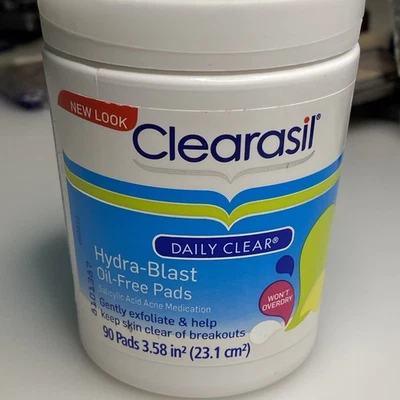 NEW LOOK
Clearasil®
DAILY CLEAR®
Hydra-Blast
Oil-Free Pads
Salicylic Acid Acne Medication
WON'T
OVERDRY
Gently exfoliate & help
keep skin clear of breakouts
90 Pads 3.58 in² (23.1 cm²)